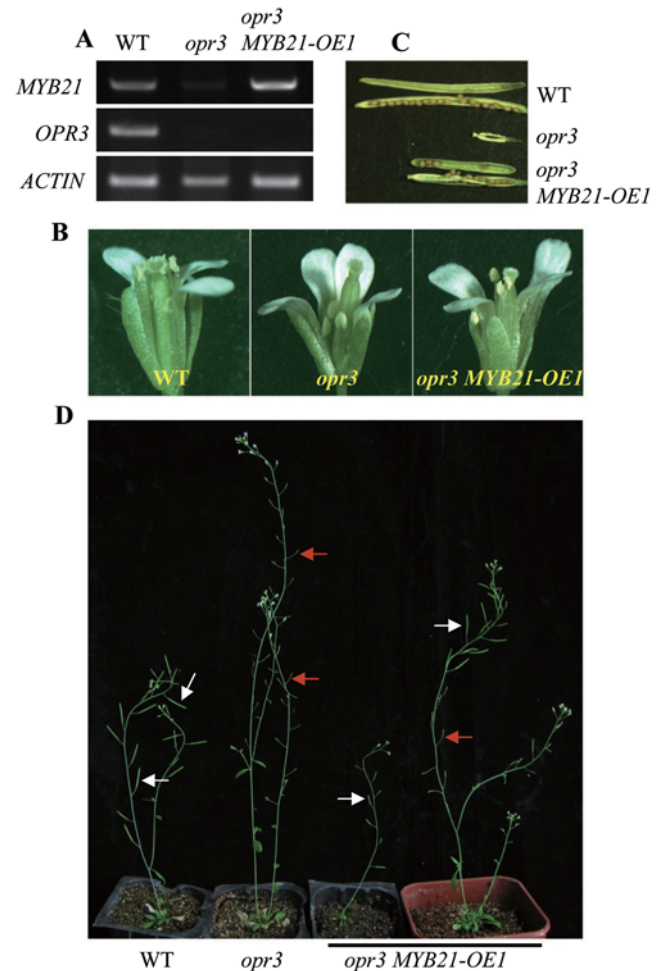 A
WT
opr3
opr3
MYB21-OE1
MYB21
OPR3
ACTIN
C
WT
opr3
opr3
MYB21-OE1
B
WT
opr3
opr3 MYB21-OE1
D
WT
opr3
opr3 MYB21-OE1